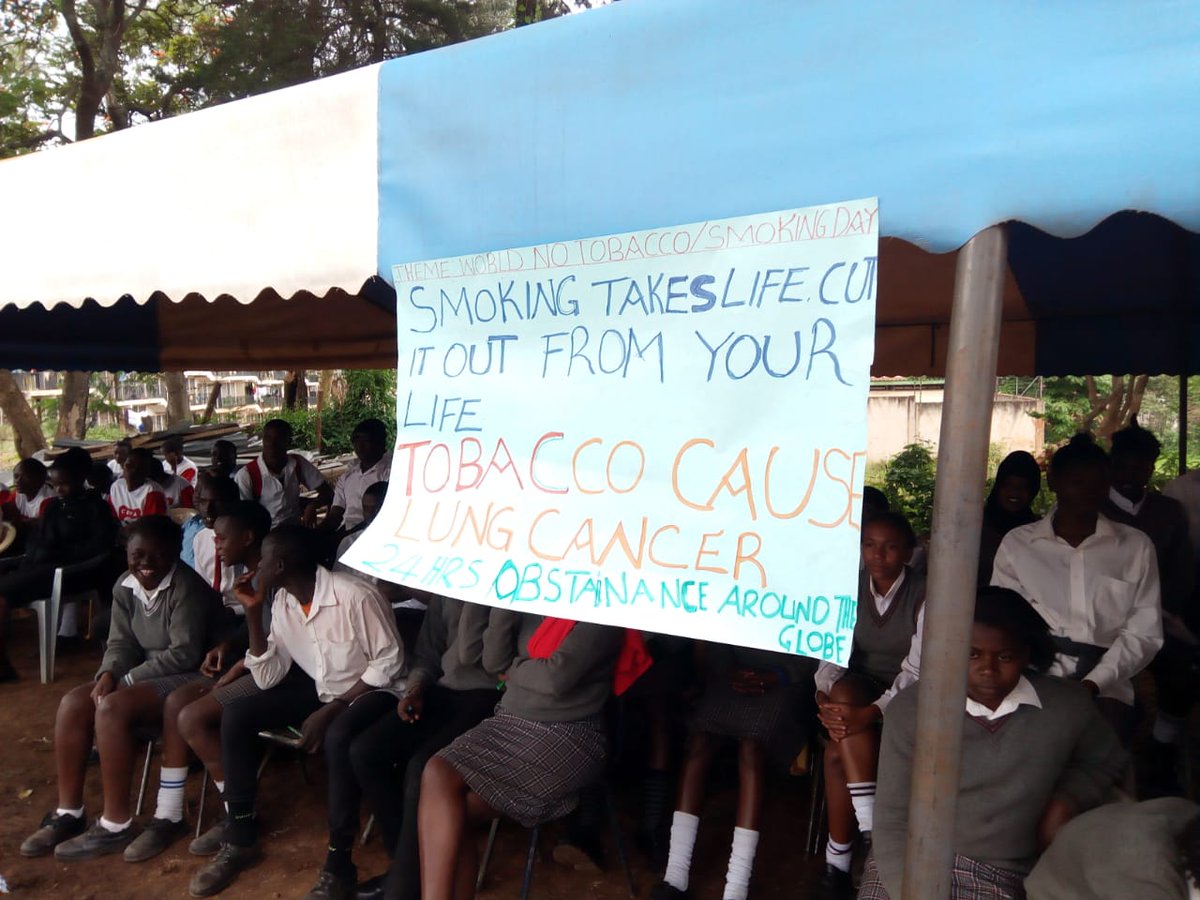 THEME: WORLD NO TOBACCO/SMOKING DAY
SMOKING TAKES LIFE. CUT
IT OUT FROM YOUR
LIFE
TOBACCO CAUSE
LUNG CANCER
24 HRS OBSTAINANCE AROUND THE
GLOBE